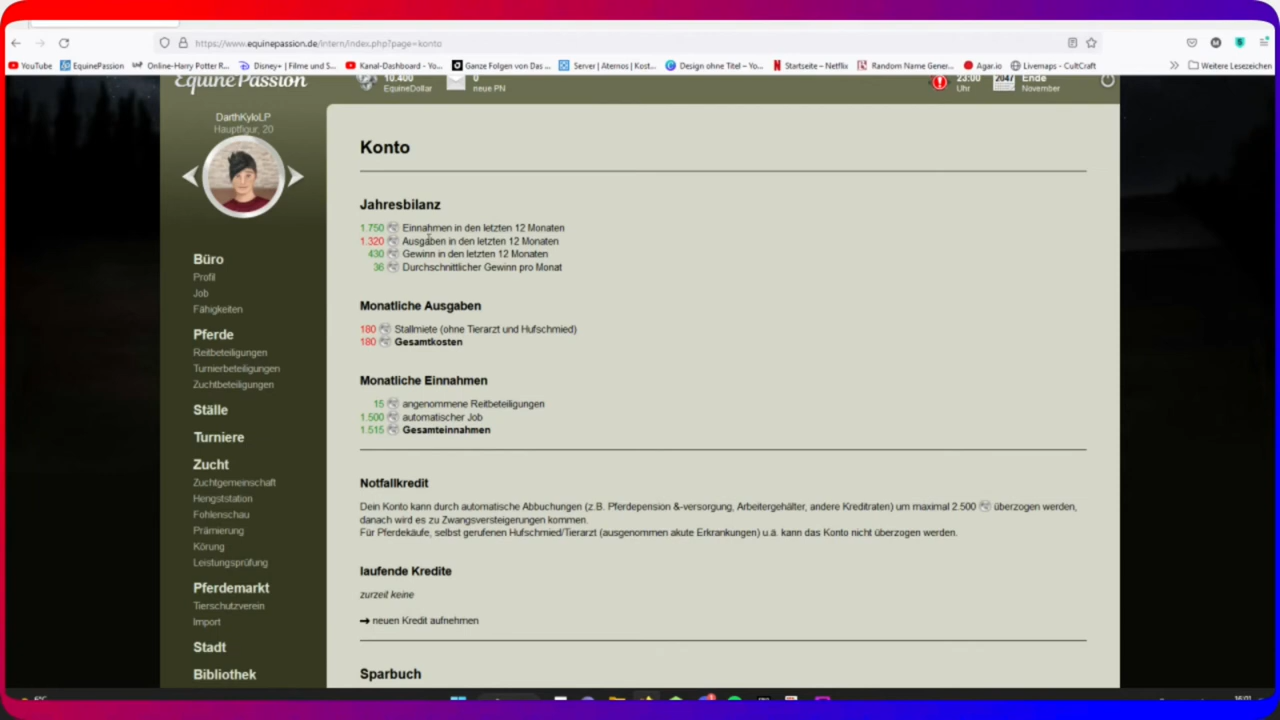 https://www.equinepassion.de/intern/index.php?page=konto
YouTube EquinePassion Online-Harry Potter R... Disney+ | Filme und S... Kanal-Dashboard - Yo... Ganze Folgen von Das ... Server | Aternos | Kost... Design ohne Titel – Yo... Startseite – Netflix Random Name Gener... Agar.io Livemaps - CultCraft Weitere Lesezeichen
Equine Passion
10.400
EquineDollar
0
neue PN
23:00
Uhr
2047
Ende
November
DarthKyloLP
Hauptfigur, 20
Büro
Profil
Job
Fähigkeiten
Pferde
Reitbeteiligungen
Turnierbeteiligungen
Zuchtbeteiligungen
Ställe
Turniere
Zucht
Zuchtgemeinschaft
Hengststation
Fohlenschau
Prämierung
Körung
Leistungsprüfung
Pferdemarkt
Tierschutzverein
Import
Stadt
Bibliothek
Konto
Jahresbilanz
1.750 Einnahmen in den letzten 12 Monaten
1.320 Ausgaben in den letzten 12 Monaten
430 Gewinn in den letzten 12 Monaten
36 Durchschnittlicher Gewinn pro Monat
Monatliche Ausgaben
180 Stallmiete (ohne Tierarzt und Hufschmied)
180 Gesamtkosten
Monatliche Einnahmen
15 angenommene Reitbeteiligungen
1.500 automatischer Job
1.515 Gesamteinnahmen
Notfallkredit
Dein Konto kann durch automatische Abbuchungen (z.B. Pferdepension &-versorgung, Arbeitergehälter, andere Kreditraten) um maximal 2.500 überzogen werden,
danach wird es zu Zwangsversteigerungen kommen.
Für Pferdekäufe, selbst gerufenen Hufschmied/Tierarzt (ausgenommen akute Erkrankungen) u.ä. kann das Konto nicht überzogen werden.
laufende Kredite
zurzeit keine
neuen Kredit aufnehmen
Sparbuch